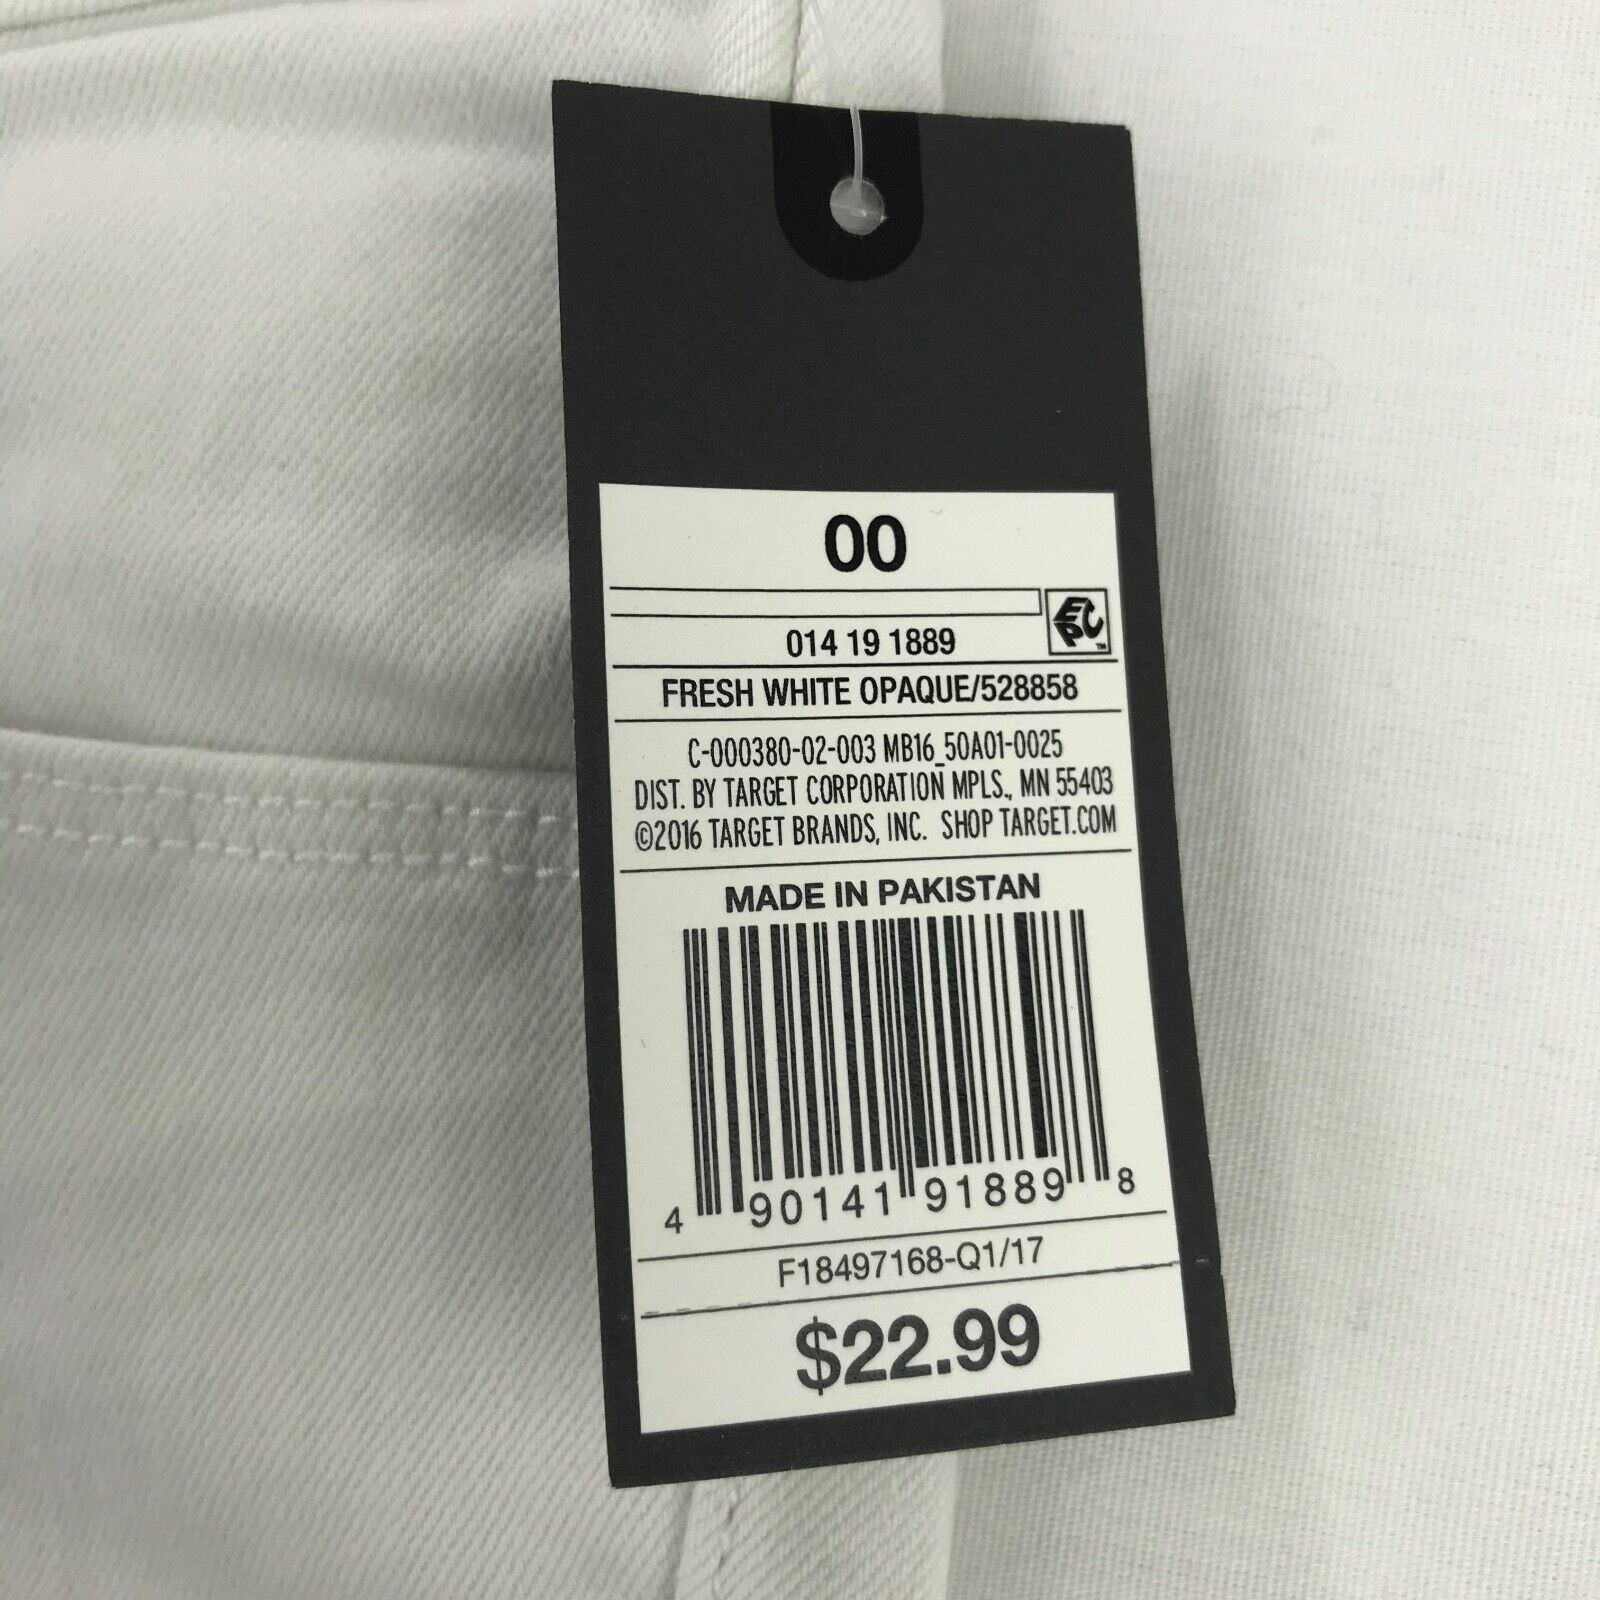 00
EPC™
014 19 1889
FRESH WHITE OPAQUE/528858
C-000380-02-003 MB16_50A01-0025
DIST. BY TARGET CORPORATION MPLS., MN 55403
©2016 TARGET BRANDS, INC. SHOP TARGET.COM
MADE IN PAKISTAN
4 90141 91889 8
F18497168-Q1/17
$22.99